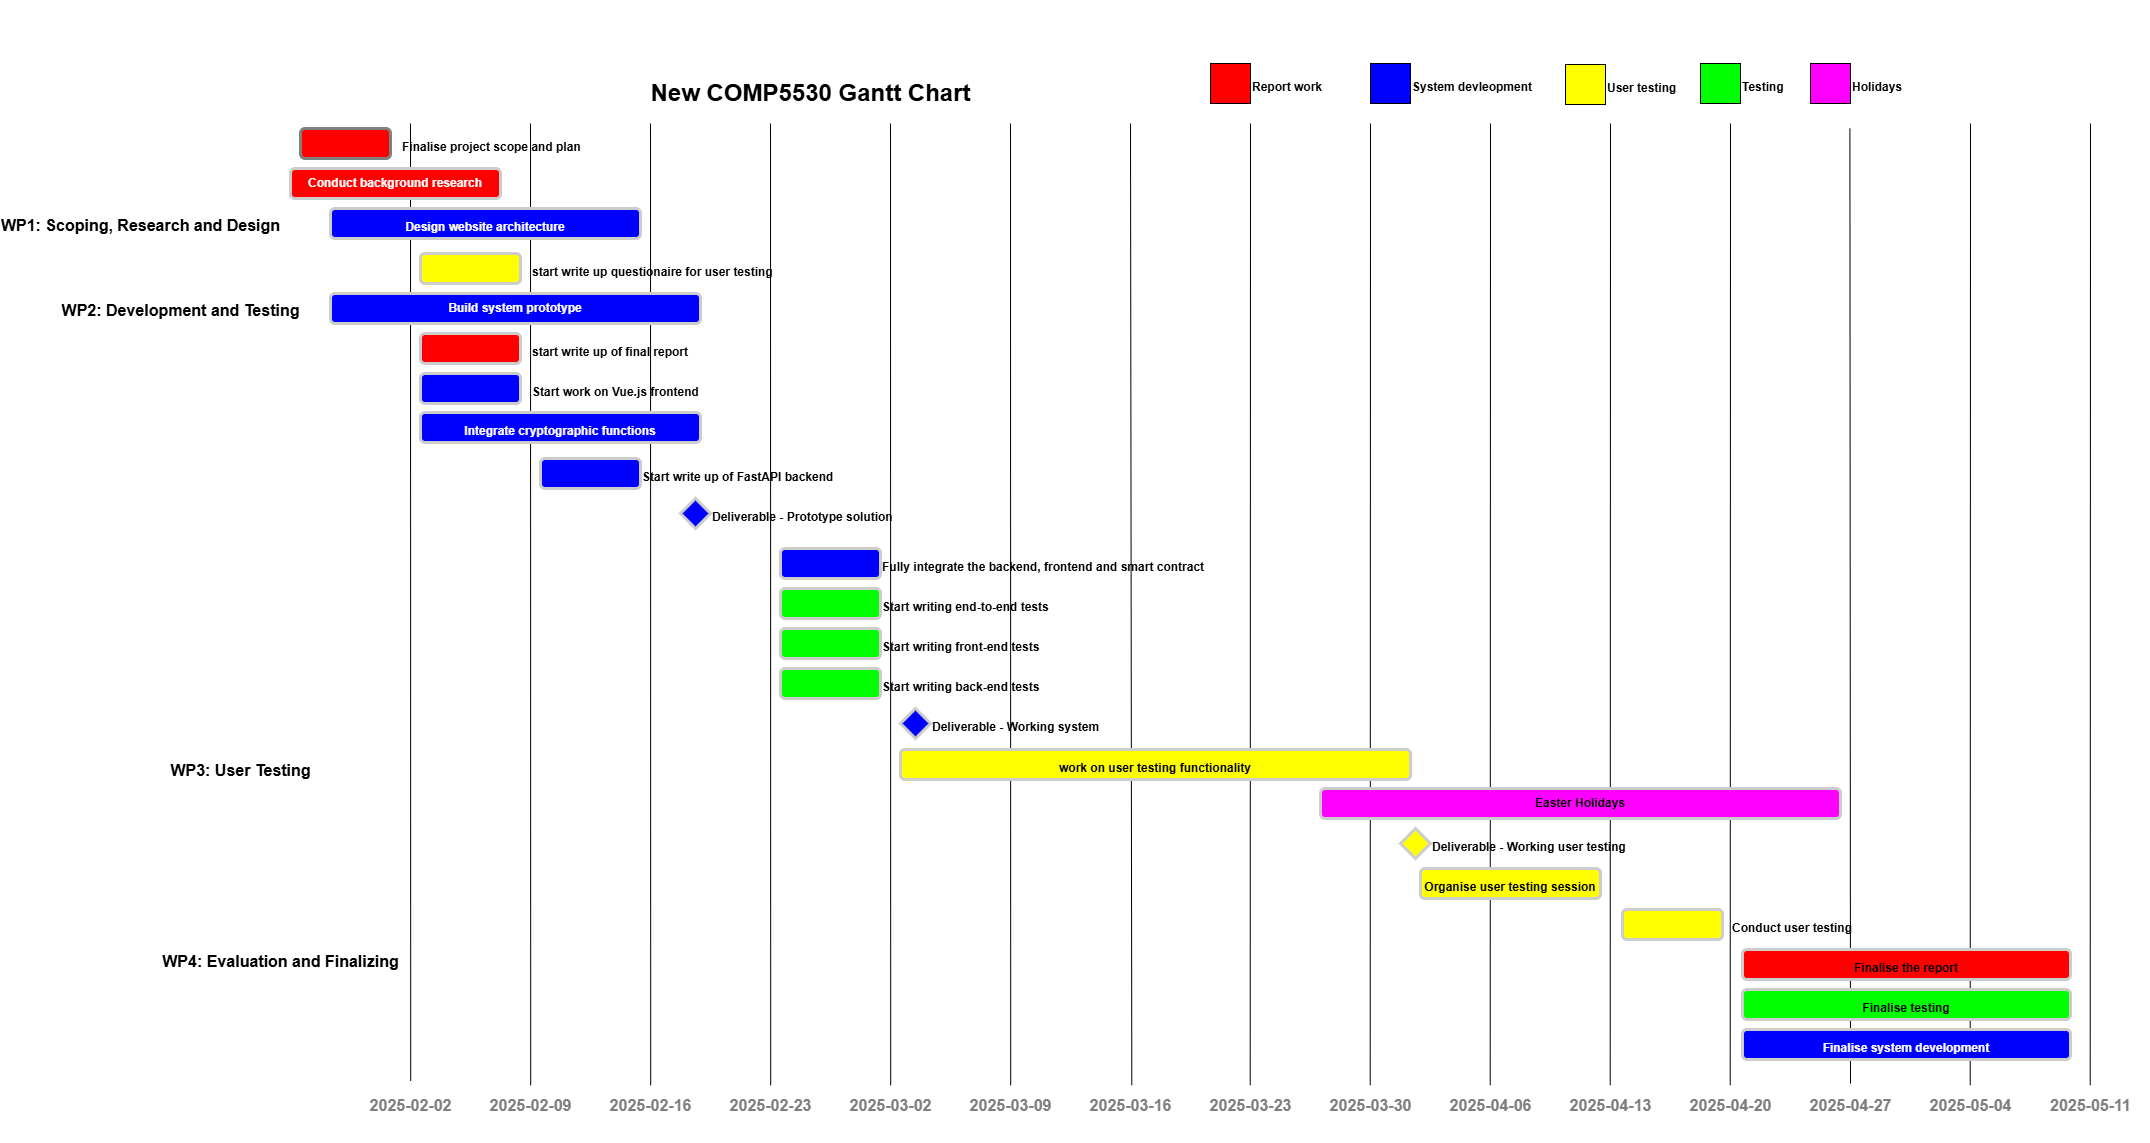 New COMP5530 Gantt Chart
Report work
System devleopment
User testing
Testing
Holidays
Finalise project scope and plan
Conduct background research
WP1: Scoping, Research and Design
Design website architecture
start write up questionaire for user testing
WP2: Development and Testing
Build system prototype
start write up of final report
Start work on Vue.js frontend
Integrate cryptographic functions
Start write up of FastAPI backend
Deliverable - Prototype solution
Fully integrate the backend, frontend and smart contract
Start writing end-to-end tests
Start writing front-end tests
Start writing back-end tests
Deliverable - Working system
WP3: User Testing
work on user testing functionality
Easter Holidays
Deliverable - Working user testing
Organise user testing session
Conduct user testing
WP4: Evaluation and Finalizing
Finalise the report
Finalise testing
Finalise system development
2025-02-02
2025-02-09
2025-02-16
2025-02-23
2025-03-02
2025-03-09
2025-03-16
2025-03-23
2025-03-30
2025-04-06
2025-04-13
2025-04-20
2025-04-27
2025-05-04
2025-05-11